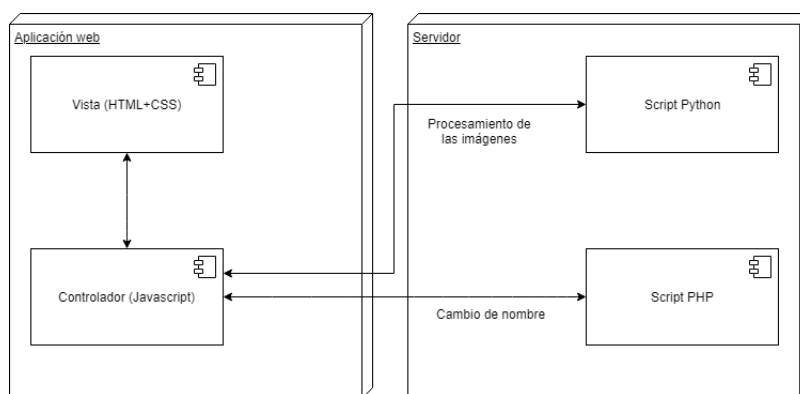 Aplicación web
Servidor
Vista (HTML+CSS)
Script Python
Procesamiento de
las imágenes
Controlador (Javascript)
Script PHP
Cambio de nombre